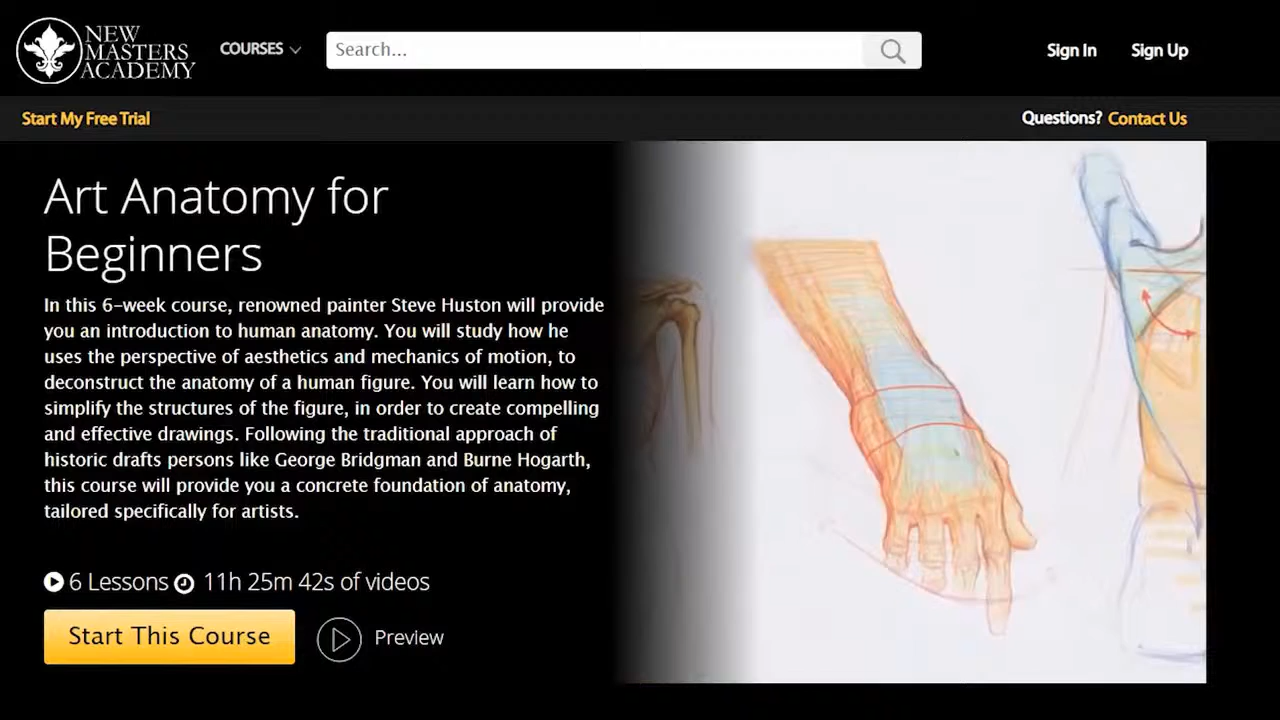 NEW
MASTERS
ACADEMY
COURSES
Search...
Sign In
Sign Up
Start My Free Trial
Questions? Contact Us
Art Anatomy for
Beginners
In this 6-week course, renowned painter Steve Huston will provide
you an introduction to human anatomy. You will study how he
uses the perspective of aesthetics and mechanics of motion, to
deconstruct the anatomy of a human figure. You will learn how to
simplify the structures of the figure, in order to create compelling
and effective drawings. Following the traditional approach of
historic drafts persons like George Bridgman and Burne Hogarth,
this course will provide you a concrete foundation of anatomy,
tailored specifically for artists.
6 Lessons 11h 25m 42s of videos
Start This Course
Preview